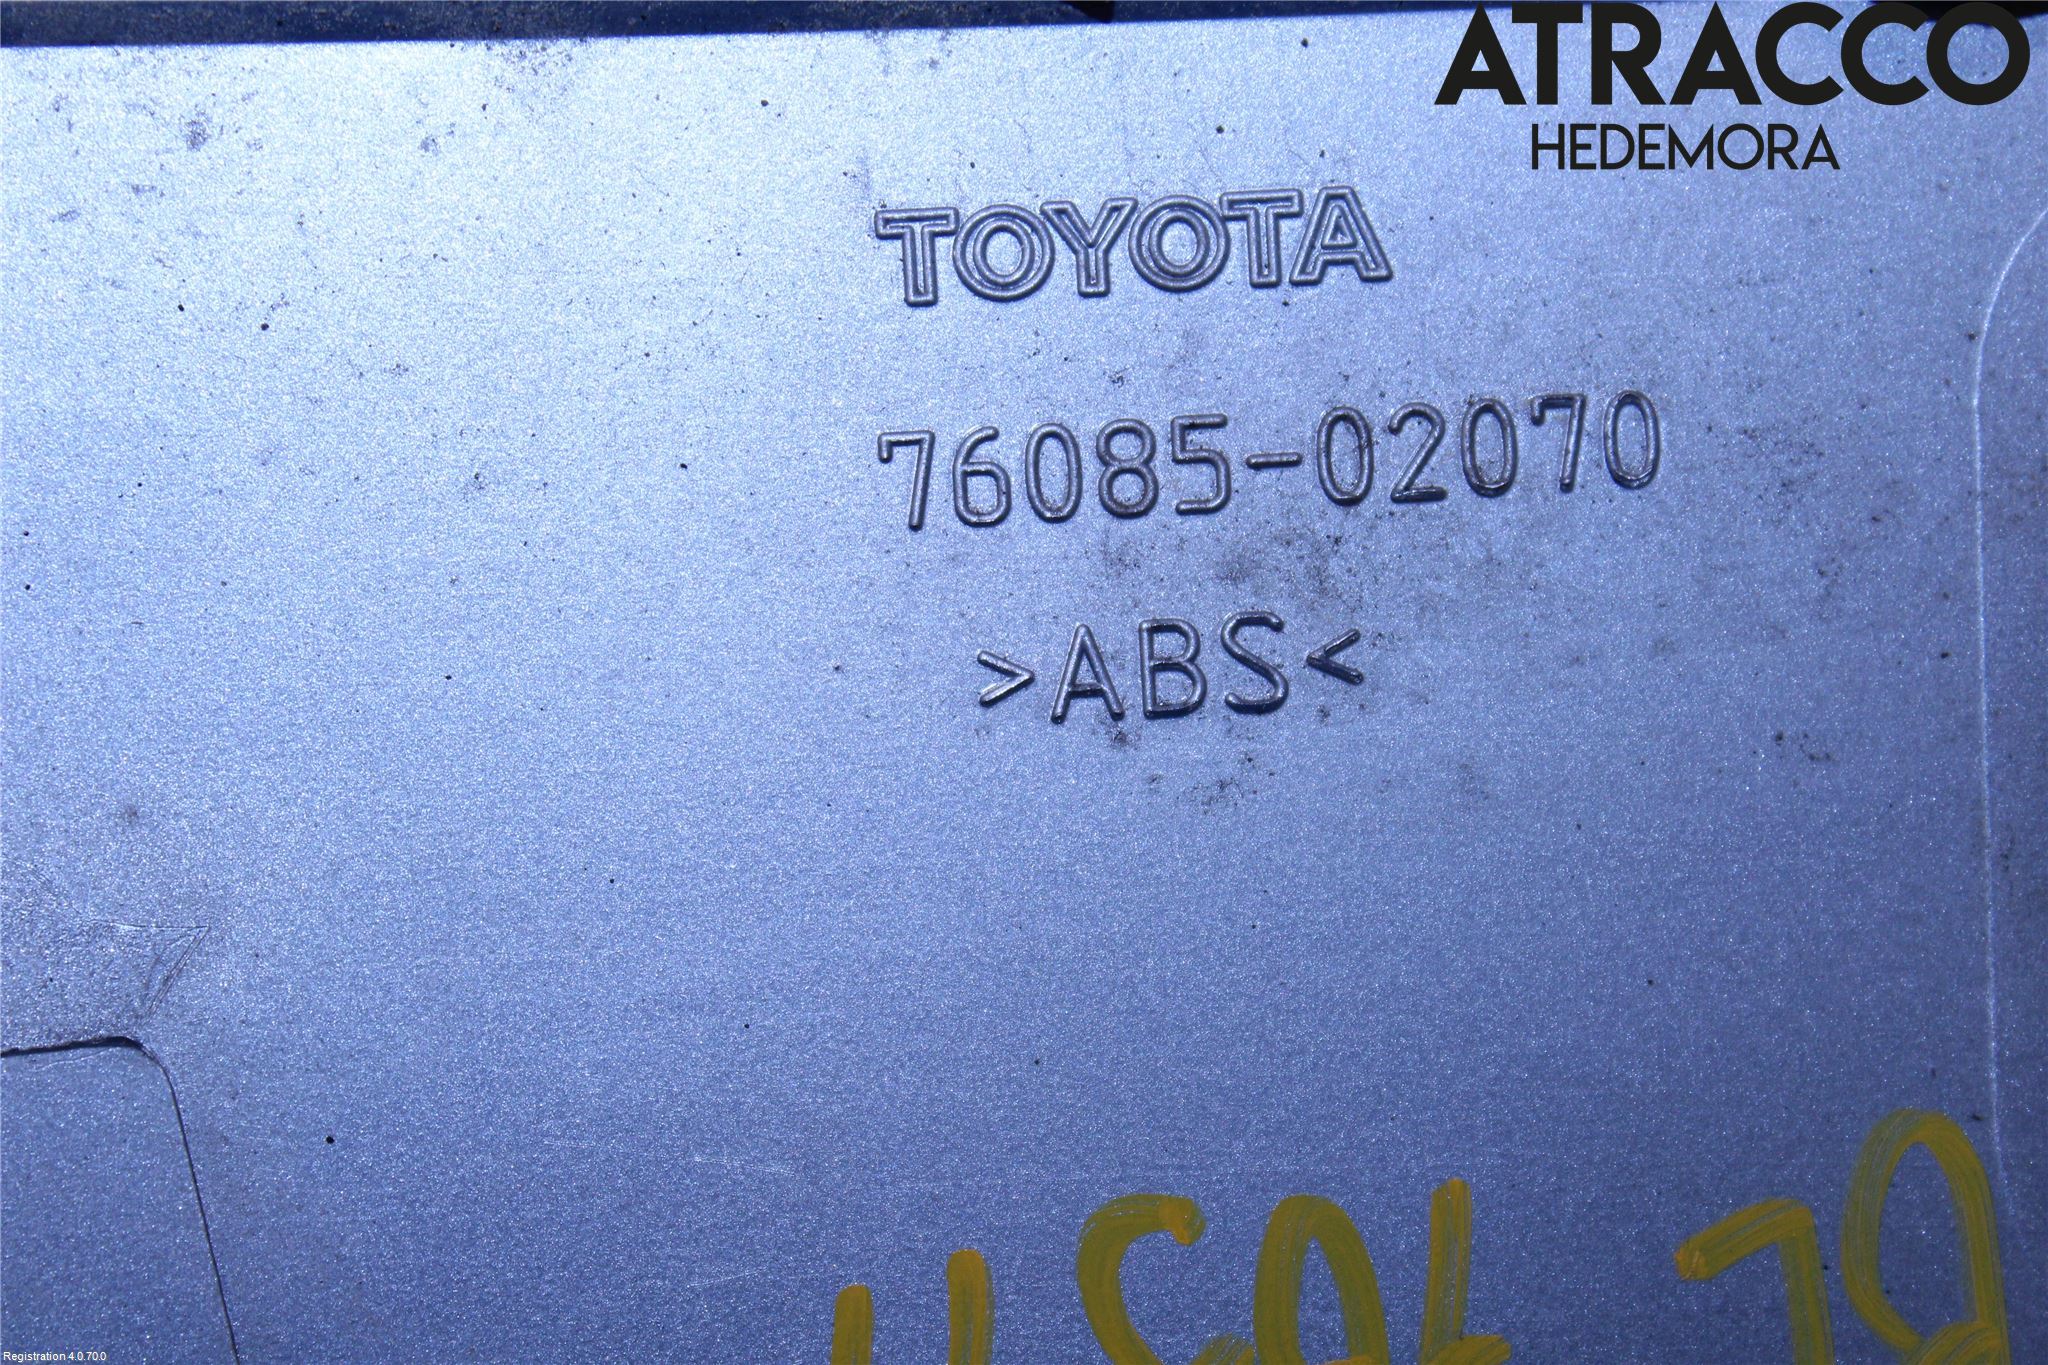 ATRACCO
HEDEMORA
TOYOTA
76085-02070
>ABS<
Registration 4.0.70.0